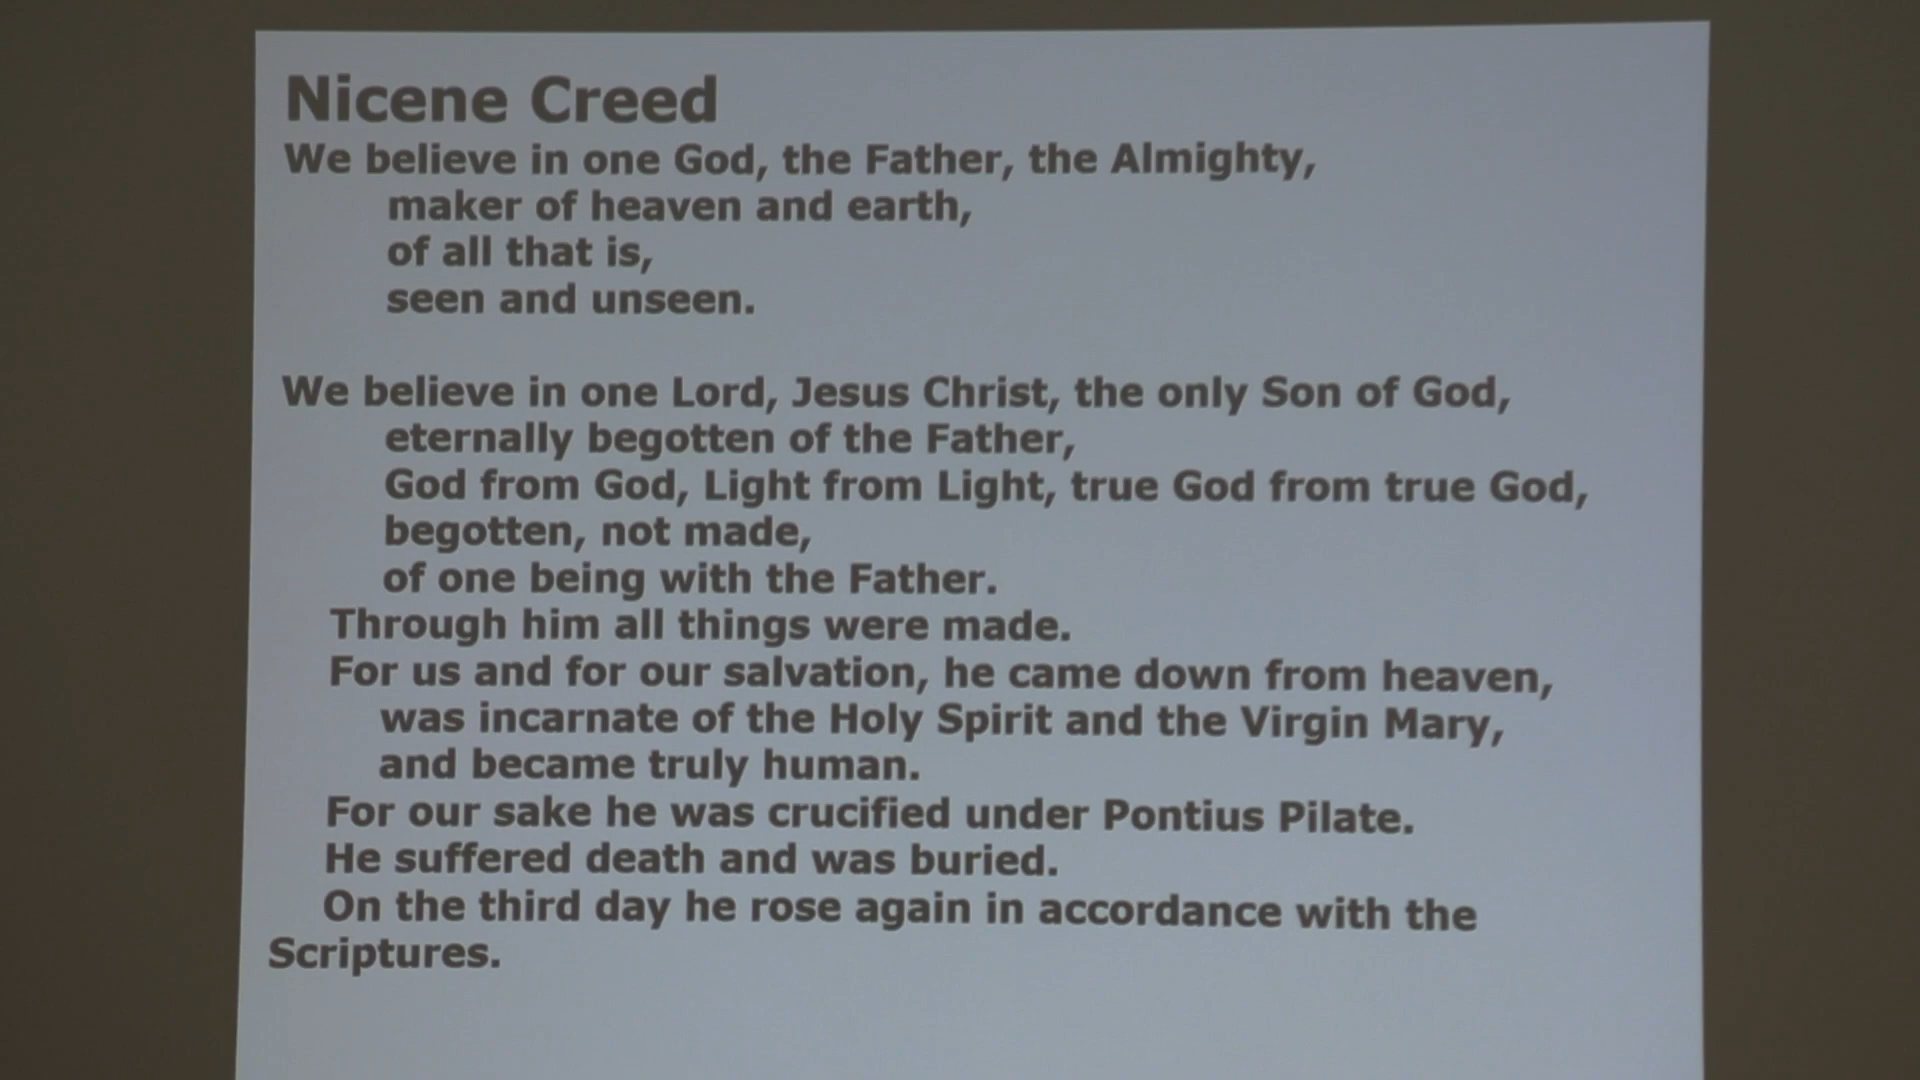 Nicene Creed
We believe in one God, the Father, the Almighty,
maker of heaven and earth,
of all that is,
seen and unseen.
We believe in one Lord, Jesus Christ, the only Son of God,
eternally begotten of the Father,
God from God, Light from Light, true God from true God,
begotten, not made,
of one being with the Father.
Through him all things were made.
For us and for our salvation, he came down from heaven,
was incarnate of the Holy Spirit and the Virgin Mary,
and became truly human.
For our sake he was crucified under Pontius Pilate.
He suffered death and was buried.
On the third day he rose again in accordance with the
Scriptures.